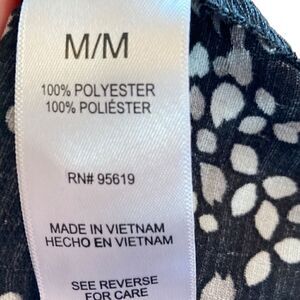 M/M
100% POLYESTER
100% POLIÉSTER
RN# 95619
MADE IN VIETNAM
HECHO EN VIETNAM
SEE REVERSE
FOR CARE